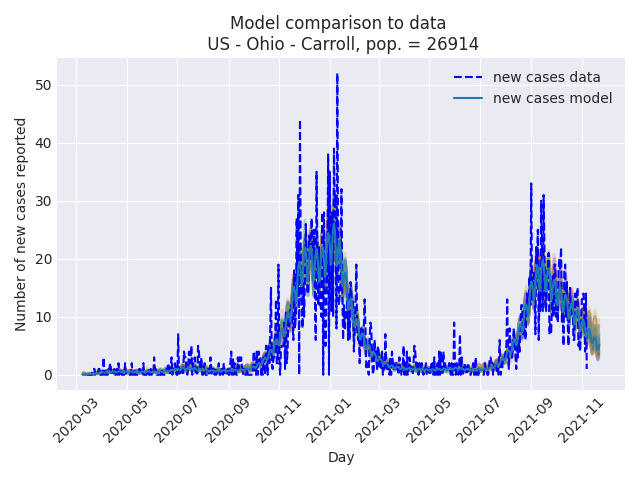 Model comparison to data
US - Ohio - Carroll, pop. = 26914
new cases data
new cases model
Number of new cases reported
50
40
30
20
10
0
2020-03
2020-05
2020-07
2020-09
2020-11
2021-01
2021-03
2021-05
2021-07
2021-09
2021-11
Day